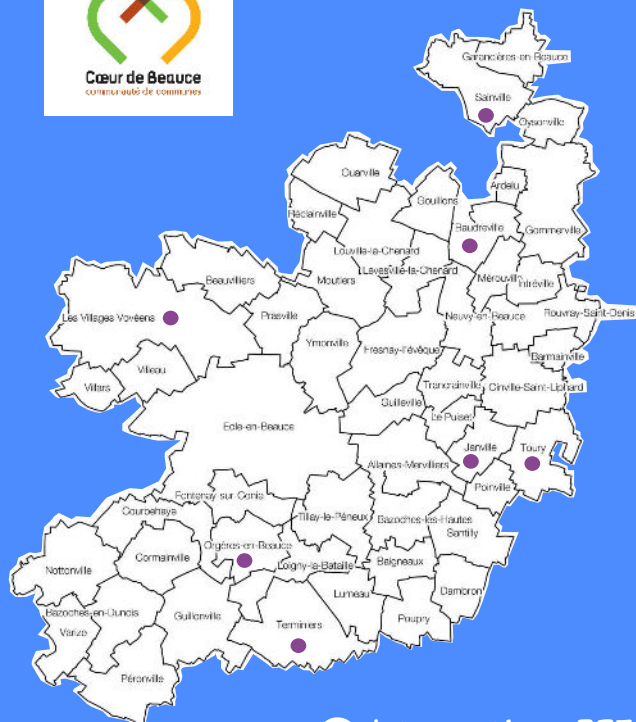 Cœur de Beauce
communauté de communes
Garancières-en-Beauce
Sainville
Oysonville
Ouarville
Ardelu
Gouillons
Réclainville
Baudreville
Gommerville
Louville-la-Chenard
Levesville-la-Chenard
Mérouville
Intréville
Moutiers
Beauvilliers
Les Villages Vovéens
Prasville
Neuvy-en-Beauce
Rouvray-Saint-Denis
Ymonville
Fresnay-l'évêque
Barmainville
Villeau
Villars
Trancrainville
Oinville-Saint-Liphard
Guilleville
Le Puiset
Eole-en-Beauce
Janville
Toury
Allaines-Mervilliers
Poinville
Fontenay sur Conie
Courbehaye
Tillay-le-Péneux
Bazoches-les-Hautes
Santilly
Orgères-en-Beauce
Cormainville
Loigny-la-Bataille
Baigneaux
Nottonville
Lumeau
Dambron
Bazoches-en-Dunois
Guillonville
Poupry
Varize
Terminiers
Péronville